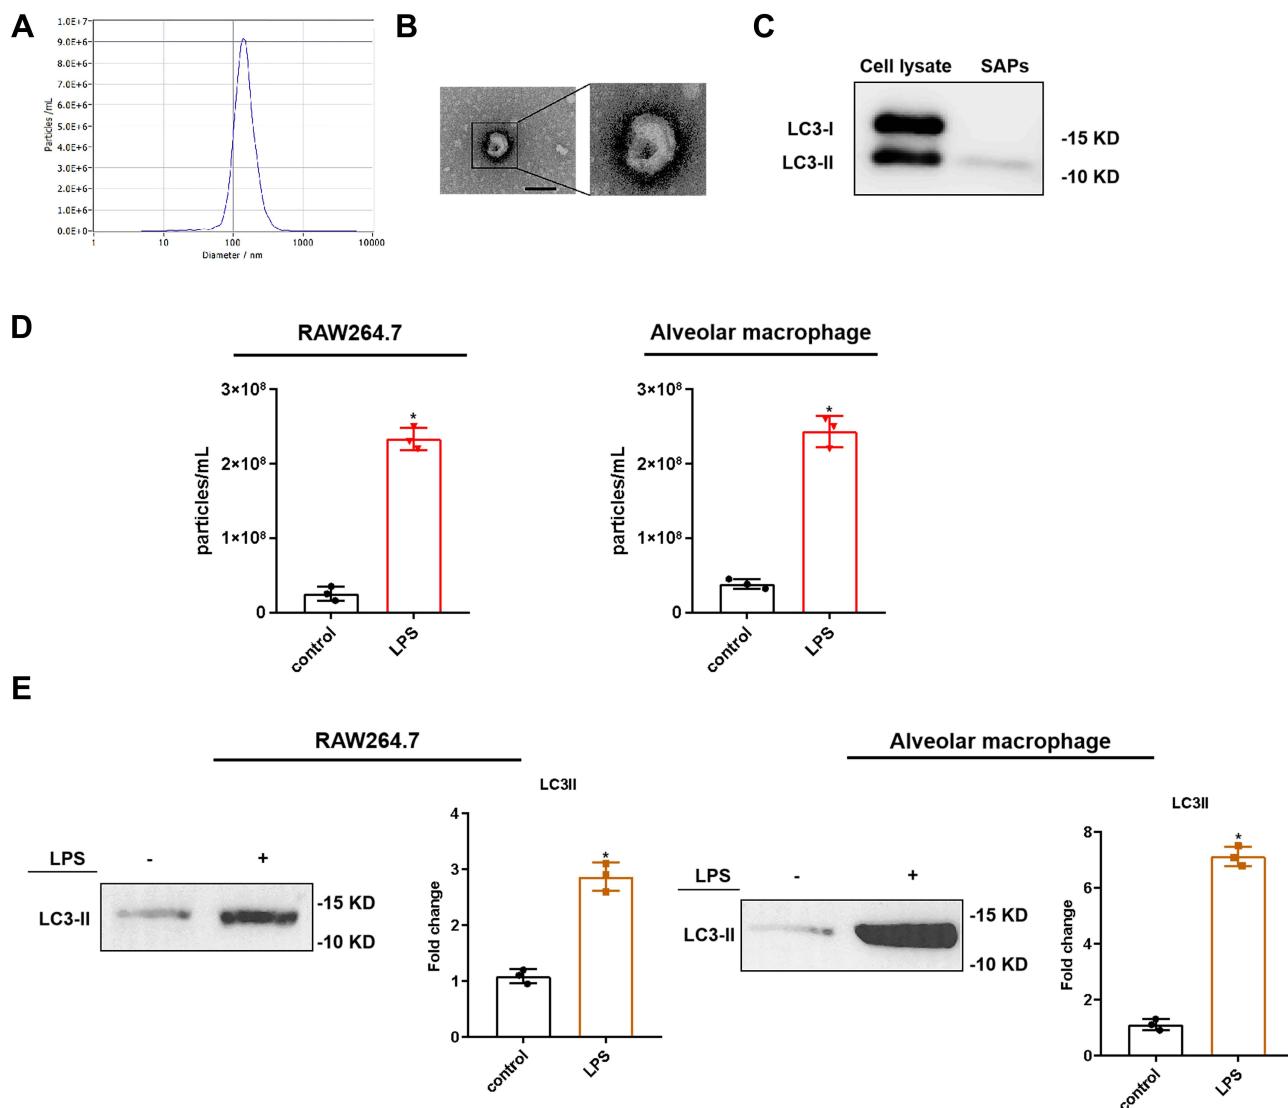 A
1.0E+7
9.0E+6
8.0E+6
7.0E+6
6.0E+6
5.0E+6
4.0E+6
3.0E+6
2.0E+6
1.0E+6
0.0E+0
Particles /mL
1 10 100 1000 10000
Diameter / nm
B
C
Cell lysate SAPs
LC3-I
LC3-II
-15 KD
-10 KD
D
RAW264.7
3×10⁸
2×10⁸
1×10⁸
0
particles/mL
*
control LPS
Alveolar macrophage
3×10⁸
2×10⁸
1×10⁸
0
particles/mL
*
control LPS
E
RAW264.7
LPS - +
LC3-II
-15 KD
-10 KD
LC3II
4
3
2
1
0
Fold change
*
control LPS
Alveolar macrophage
LPS - +
LC3-II
-15 KD
-10 KD
LC3II
8
6
4
2
0
Fold change
*
control LPS